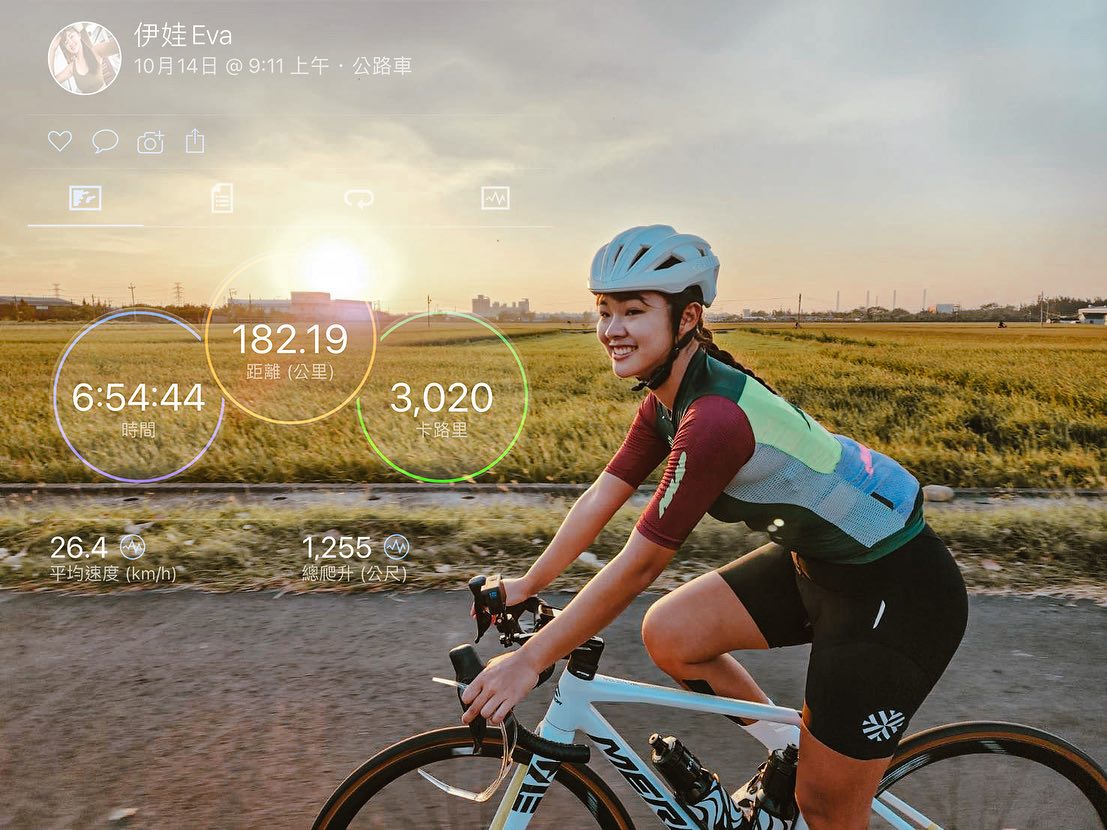 伊娃 Eva
10月14日 @ 9:11 上午 · 公路車
182.19
距離 (公里)
6:54:44
時間
3,020
卡路里
26.4
平均速度 (km/h)
1,255
總爬升 (公尺)
EVA
MER